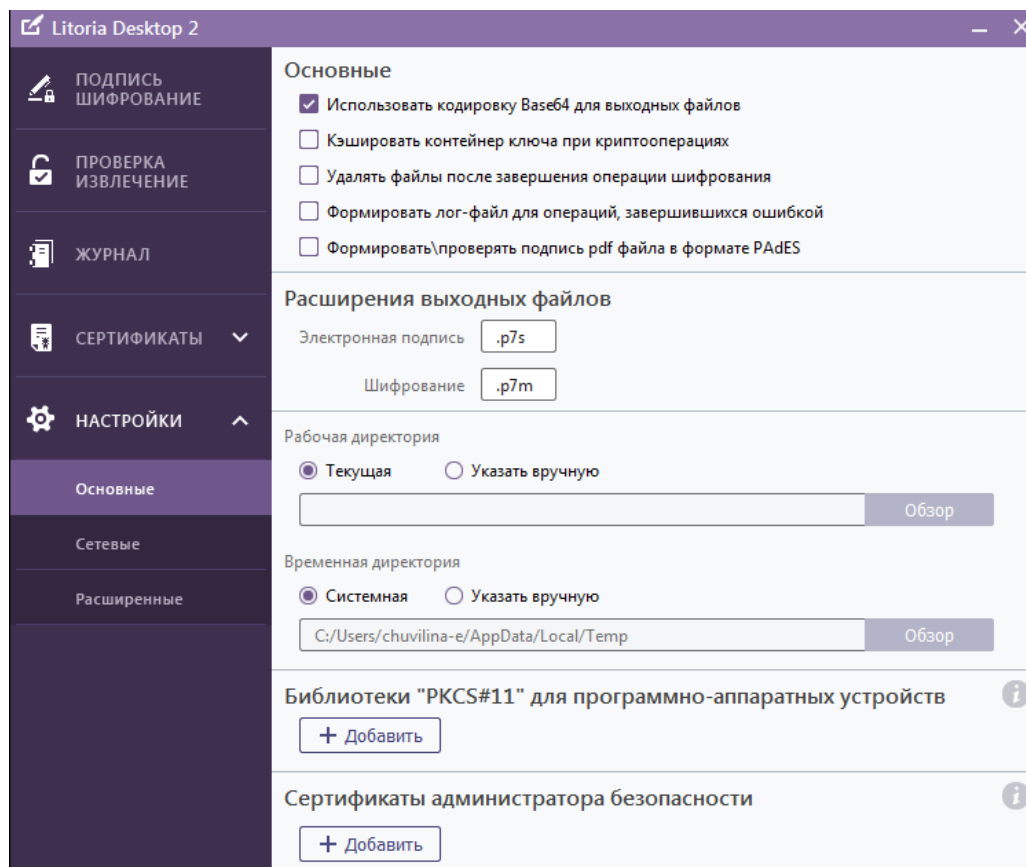 Litoria Desktop 2
ПОДПИСЬ
ШИФРОВАНИЕ
ПРОВЕРКА
ИЗВЛЕЧЕНИЕ
ЖУРНАЛ
СЕРТИФИКАТЫ
НАСТРОЙКИ
Основные
Сетевые
Расширенные
Основные
Использовать кодировку Base64 для выходных файлов
Кэшировать контейнер ключа при криптооперациях
Удалять файлы после завершения операции шифрования
Формировать лог-файл для операций, завершившихся ошибкой
Формировать\проверять подпись pdf файла в формате PAdES
Расширения выходных файлов
Электронная подпись .p7s
Шифрование .p7m
Рабочая директория
Текущая Указать вручную
Обзор
Временная директория
Системная Указать вручную
C:/Users/chuvilina-e/AppData/Local/Temp Обзор
Библиотеки "PKCS#11" для программно-аппаратных устройств
+ Добавить
Сертификаты администратора безопасности
+ Добавить